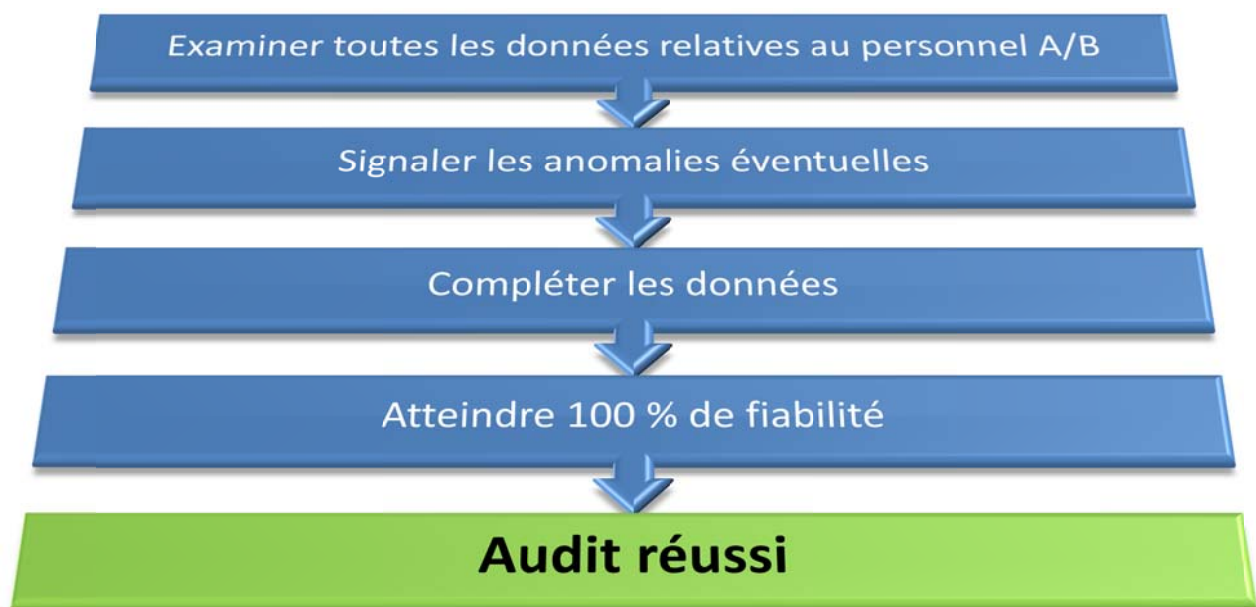 Examiner toutes les données relatives au personnel A/B
Signaler les anomalies éventuelles
Compléter les données
Atteindre 100 % de fiabilité
Audit réussi